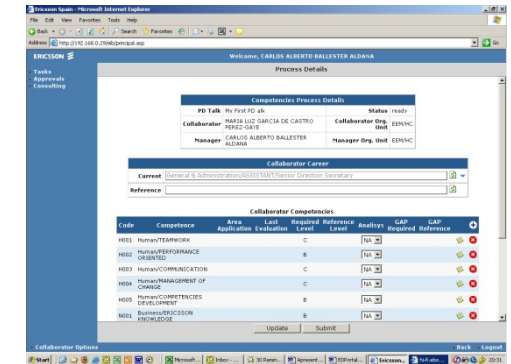 Ericsson Spain - Microsoft Internet Explorer
File Edit View Favorites Tools Help
Back Search Favorites
Address http://192.168.0.29/eb/principal.asp Go
ERICSSON Welcome, CARLOS ALBERTO BALLESTER ALDANA
Tasks
Approvals
Consulting
Process Details
Competencies Process Details
PD Talk My First PD alk Status ready
Collaborator MARIA LUZ GARCIA DE CASTRO PEREZ-GAYE Collaborator Org. Unit EEM/HC
Manager CARLOS ALBERTO BALLESTER ALDANA Manager Org. Unit EEM/HC
Collaborator Career
Current General & Administration/ASSISTANT/Senior Direction Secretary
Reference
Collaborator Competencies
Code Competence Area Application Last Evaluation Required Level Reference Level Analisys GAP Required GAP Reference
H001 Human/TEAMWORK C NA
H002 Human/PERFORMANCE ORIENTED B NA
H003 Human/COMMUNICATION C NA
H004 Human/MANAGEMENT OF CHANGE C NA
H005 Human/COMPETENCIES DEVELOPMENT B NA
N001 Business/ERICSSON KNOWLEDGE B NA
Update Submit
Collaborator Options Back Logout
Start Microsoft... Inbox - ... EDPortal... Ericsson... 20:31